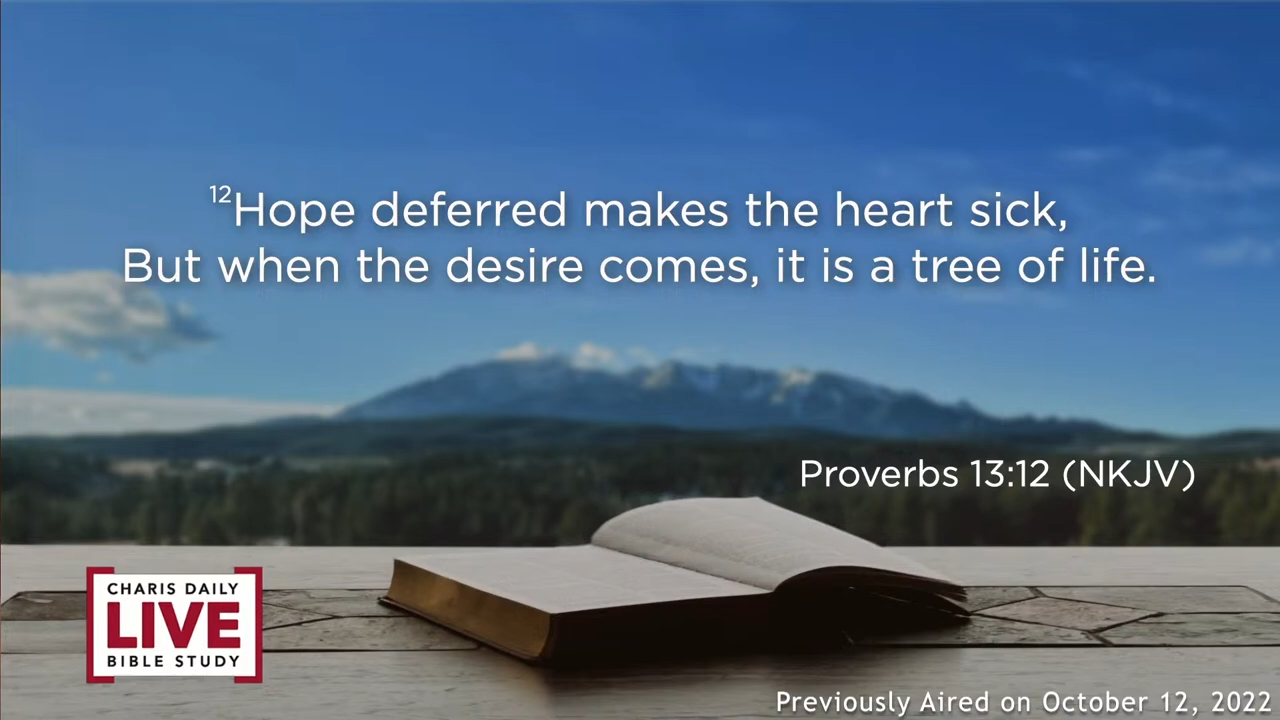 ¹²Hope deferred makes the heart sick,
But when the desire comes, it is a tree of life.
Proverbs 13:12 (NKJV)
CHARIS DAILY
LIVE
BIBLE STUDY
Previously Aired on October 12, 2022